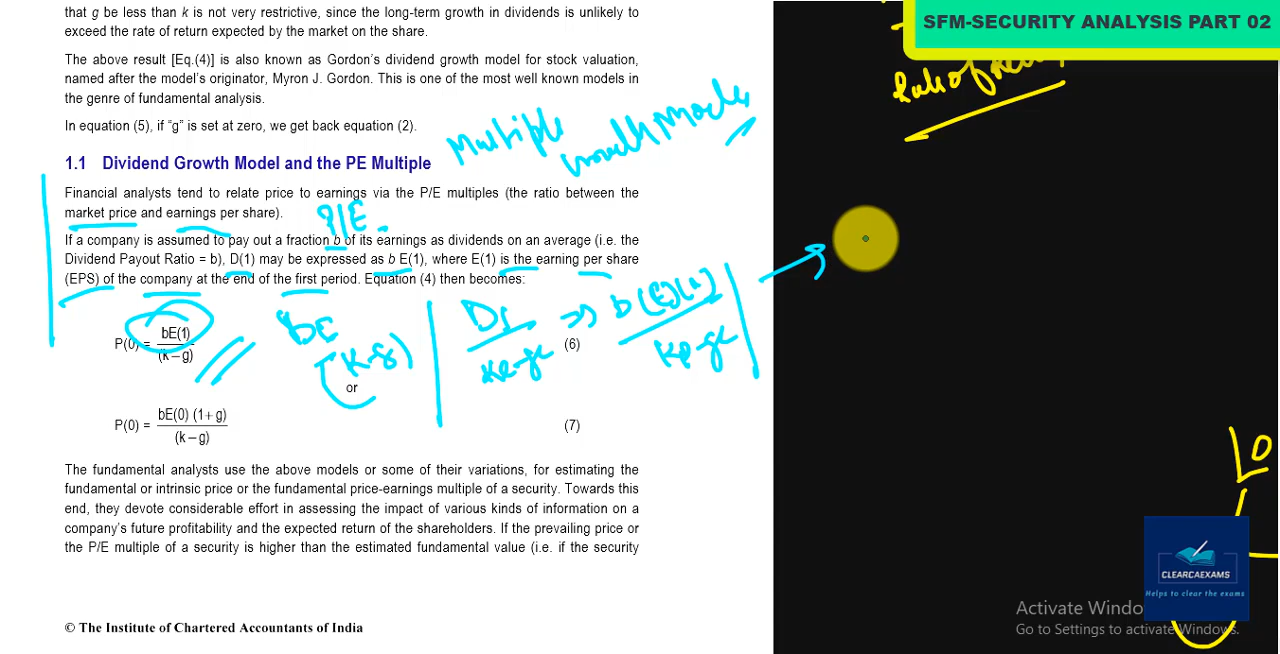 that g be less than k is not very restrictive, since the long-term growth in dividends is unlikely to
exceed the rate of return expected by the market on the share.
The above result [Eq.(4)] is also known as Gordon's dividend growth model for stock valuation,
named after the model's originator, Myron J. Gordon. This is one of the most well known models in
the genre of fundamental analysis.
In equation (5), if "g" is set at zero, we get back equation (2).
Multiple growth Model
1.1 Dividend Growth Model and the PE Multiple
Financial analysts tend to relate price to earnings via the P/E multiples (the ratio between the
market price and earnings per share).
P/E
If a company is assumed to pay out a fraction b of its earnings as dividends on an average (i.e. the
Dividend Payout Ratio = b), D(1) may be expressed as b E(1), where E(1) is the earning per share
(EPS) of the company at the end of the first period. Equation (4) then becomes:
P(0) = bE(1)
(k–g)
(6)
bE
(k-g)
D1
ke-gc
⇒ b(E)(1)
ke-gc
or
P(0) = bE(0) (1+g)
(k–g)
(7)
The fundamental analysts use the above models or some of their variations, for estimating the
fundamental or intrinsic price or the fundamental price-earnings multiple of a security. Towards this
end, they devote considerable effort in assessing the impact of various kinds of information on a
company's future profitability and the expected return of the shareholders. If the prevailing price or
the P/E multiple of a security is higher than the estimated fundamental value (i.e. if the security
© The Institute of Chartered Accountants of India
SFM-SECURITY ANALYSIS PART 02
CLEARCAEXAMS
Helps to clear the exams
Activate Windo
Go to Settings to activate Windows.